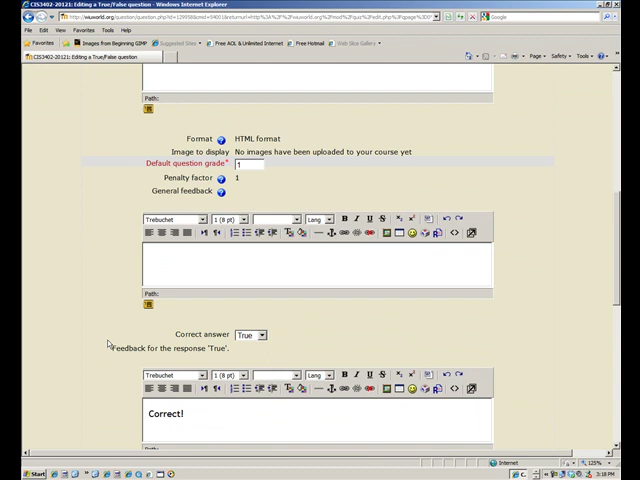 CIS3402-20121: Editing a True/False question - Windows Internet Explorer
Google
File Edit View Favorites Tools Help
Favorites Images from Beginning GIMP Suggested Sites Free AOL & Unlimited Internet Free Hotmail Web Slice Gallery
CIS3402-20121: Editing a True/False question
Page Safety Tools
Path:
Format HTML format
Image to display No images have been uploaded to your course yet
Default question grade* 1
Penalty factor 1
General feedback
Trebuchet 1 (8 pt) Lang
B I U S
Path:
Correct answer True
Feedback for the response 'True'.
Trebuchet 1 (8 pt) Lang
B I U S
Correct!
Path:
Internet 125%
Start 3:18 PM